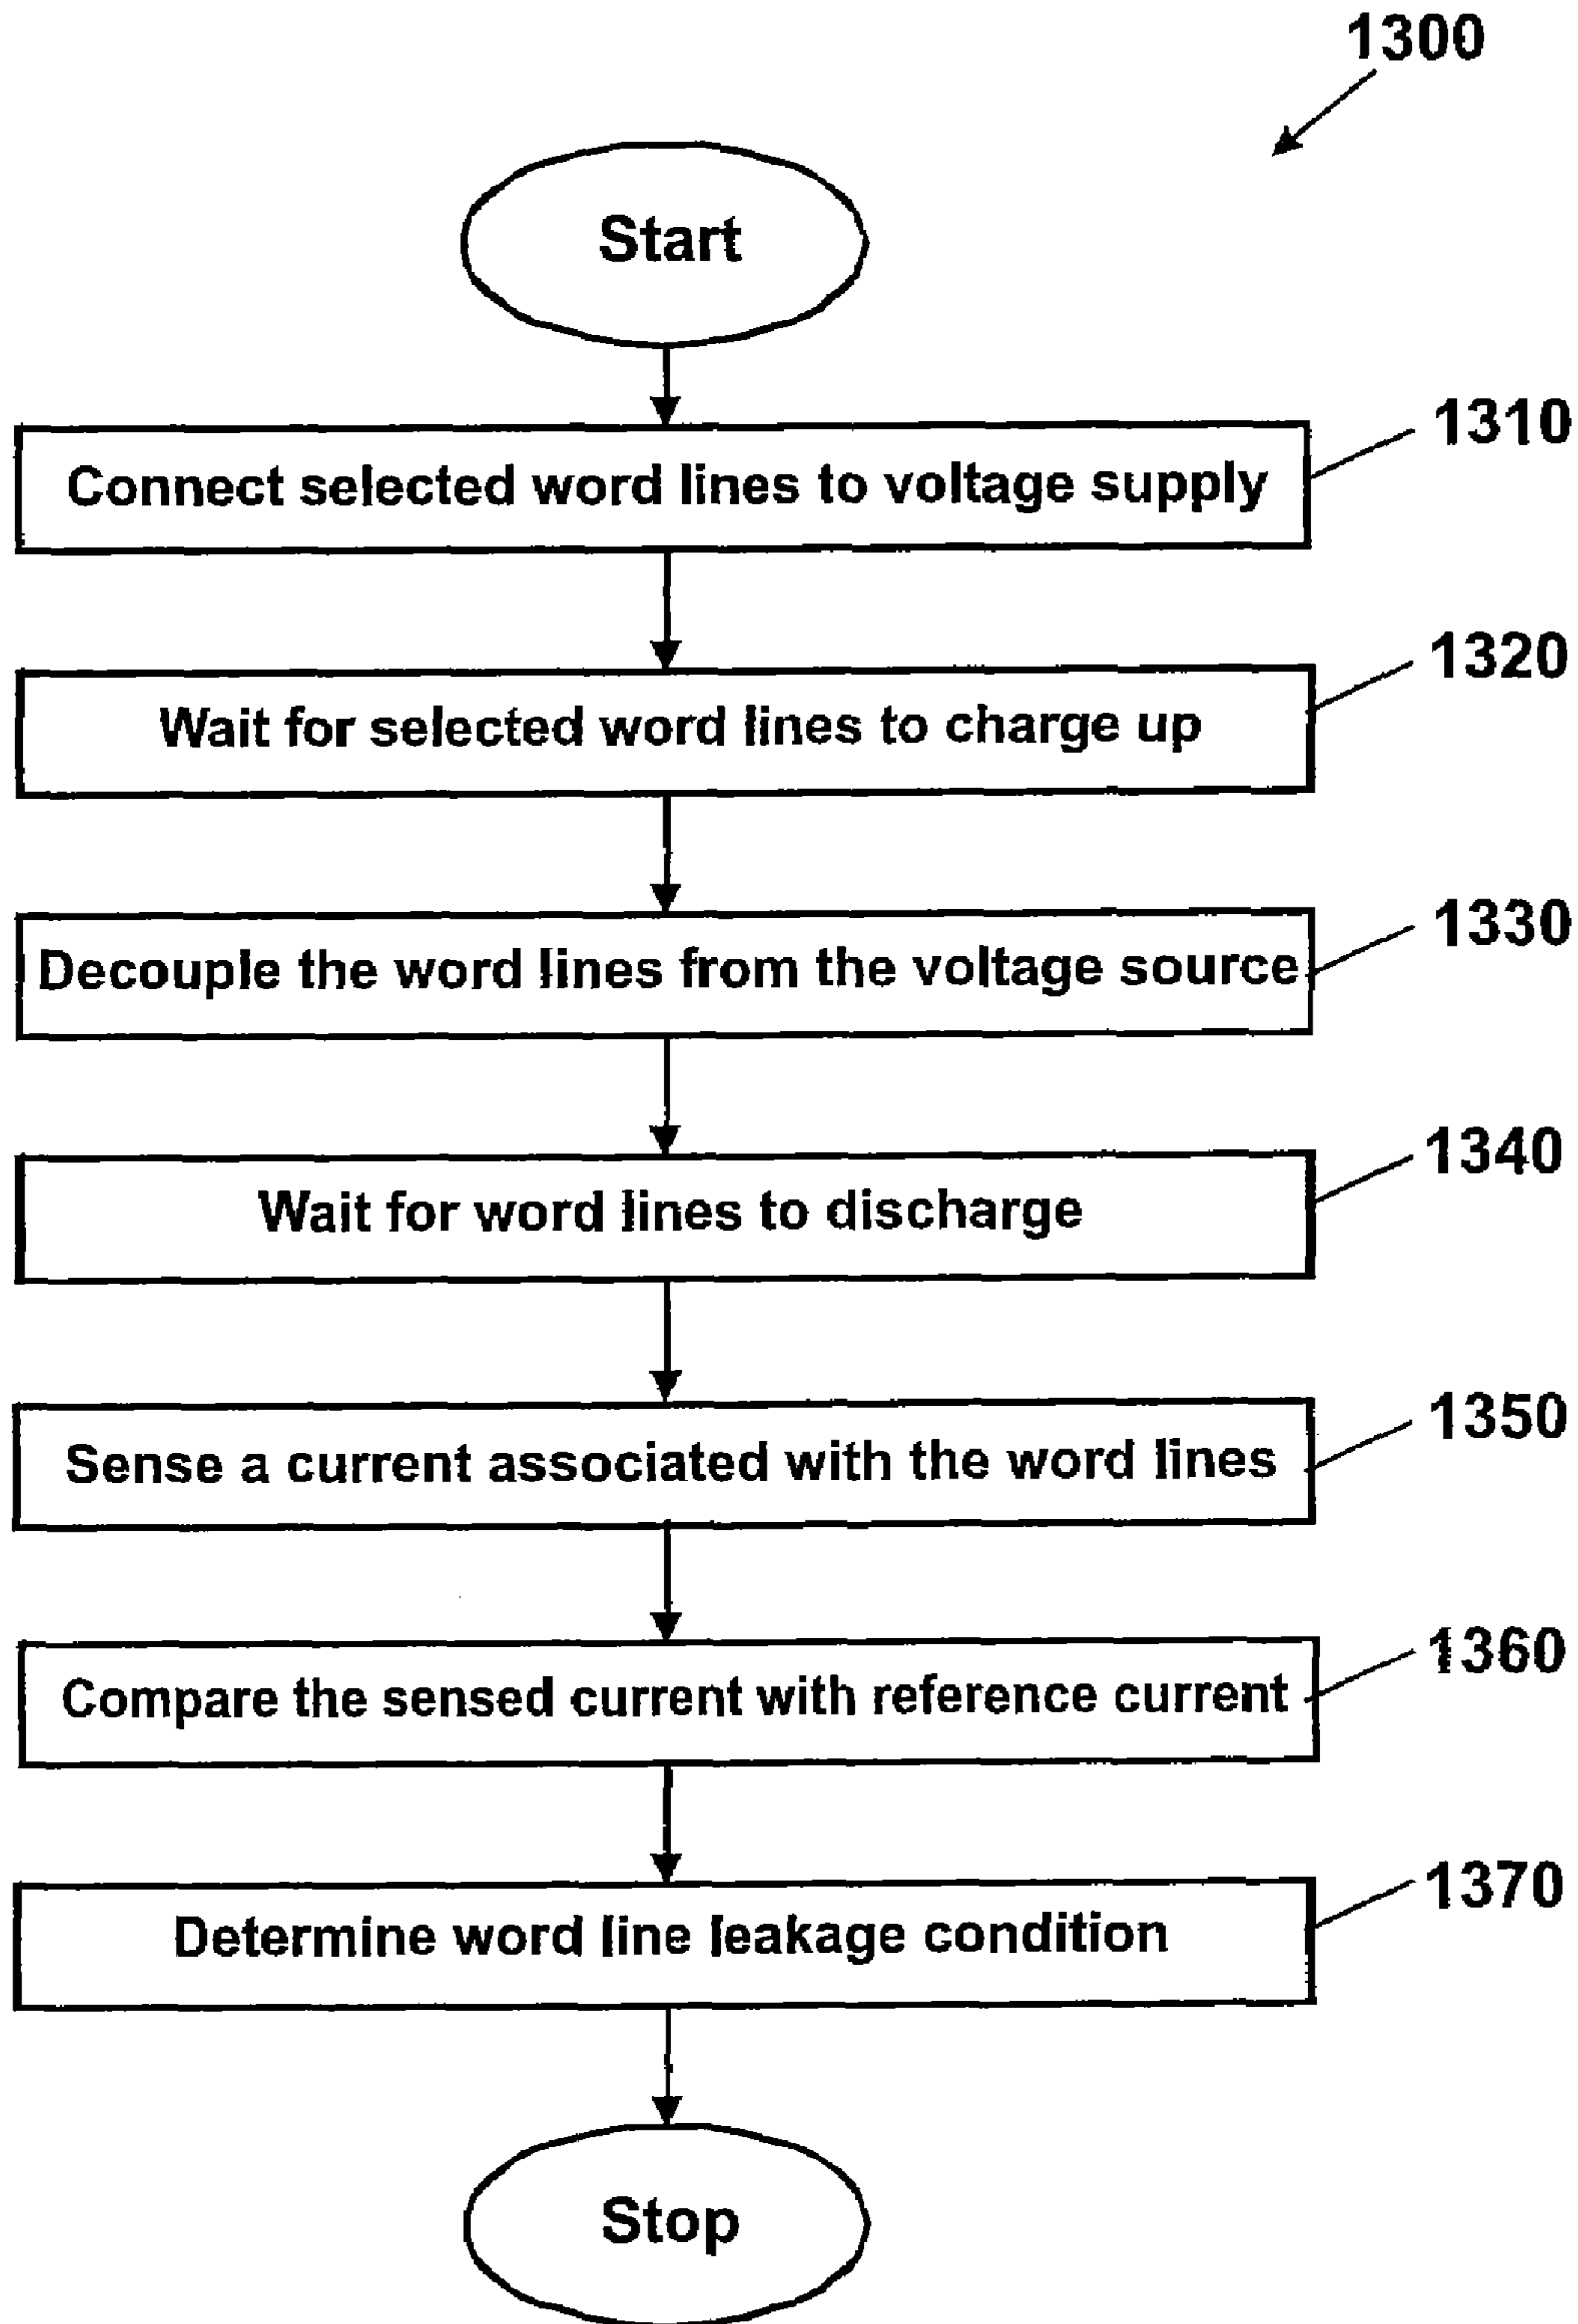 1300
Start
1310
Connect selected word lines to voltage supply
1320
Wait for selected word lines to charge up
1330
Decouple the word lines from the voltage source
1340
Wait for word lines to discharge
1350
Sense a current associated with the word lines
1360
Compare the sensed current with reference current
1370
Determine word line leakage condition
Stop